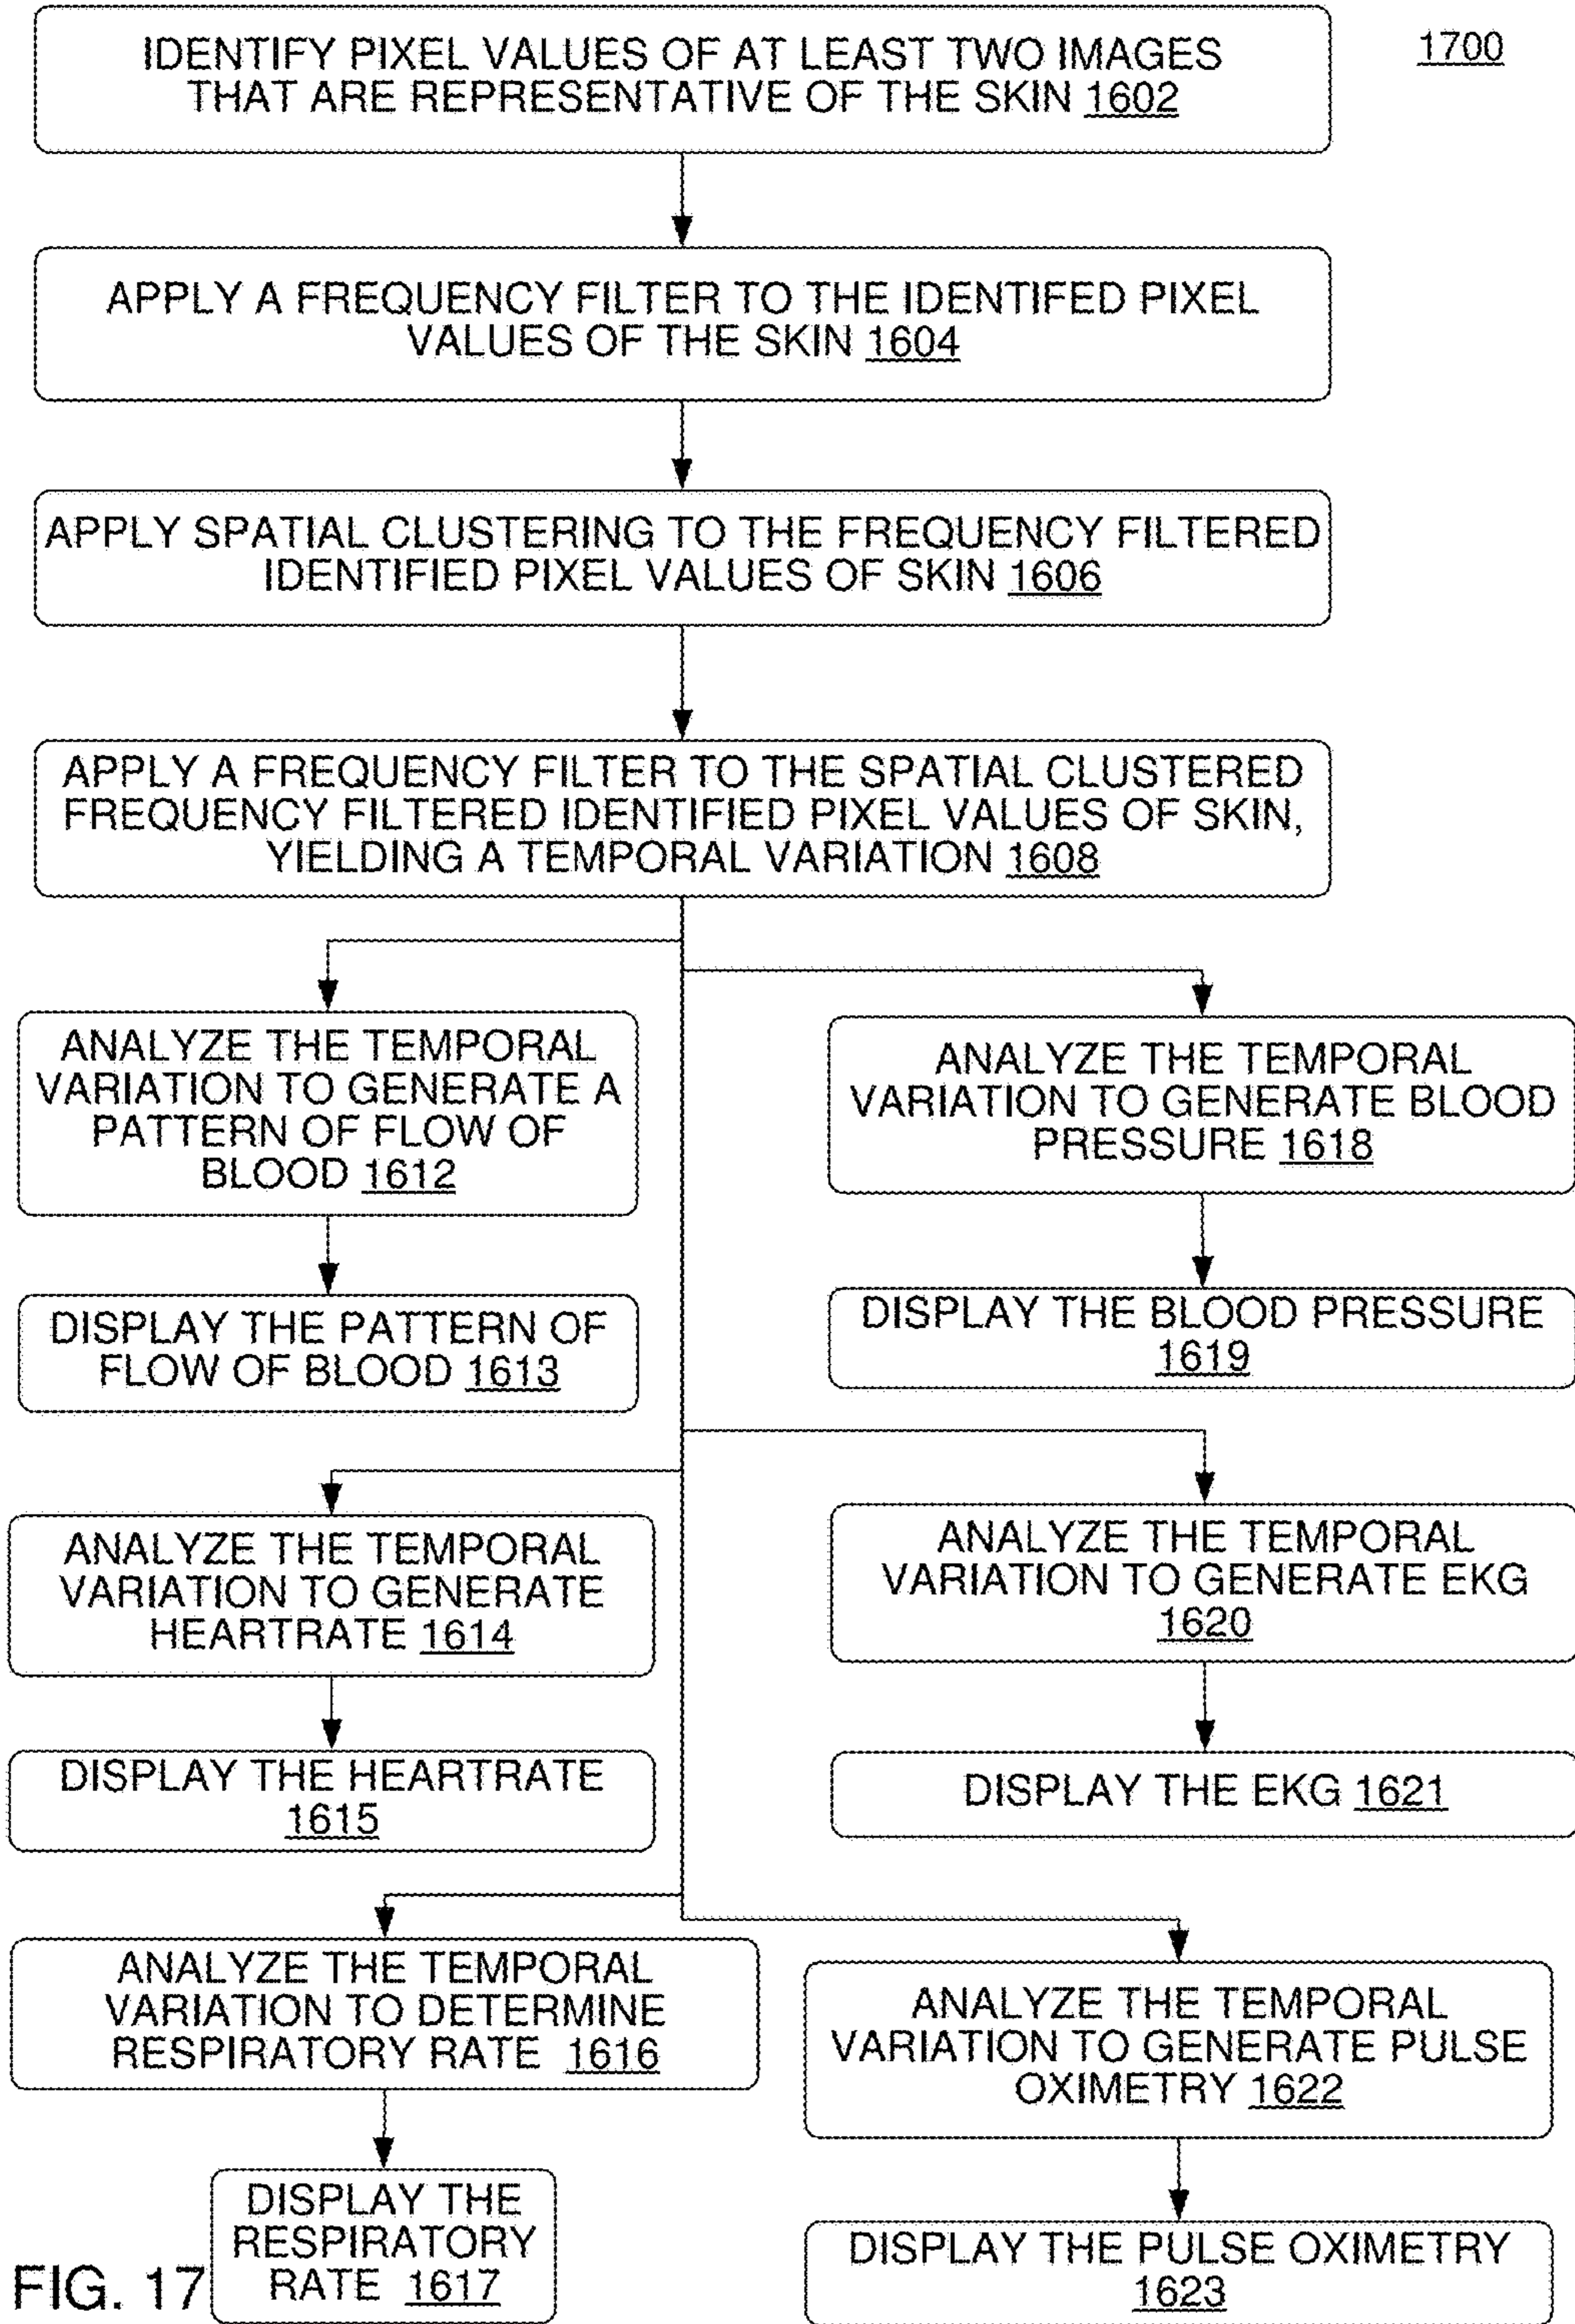 1700
IDENTIFY PIXEL VALUES OF AT LEAST TWO IMAGES
THAT ARE REPRESENTATIVE OF THE SKIN 1602
APPLY A FREQUENCY FILTER TO THE IDENTIFED PIXEL
VALUES OF THE SKIN 1604
APPLY SPATIAL CLUSTERING TO THE FREQUENCY FILTERED
IDENTIFIED PIXEL VALUES OF SKIN 1606
APPLY A FREQUENCY FILTER TO THE SPATIAL CLUSTERED
FREQUENCY FILTERED IDENTIFIED PIXEL VALUES OF SKIN,
YIELDING A TEMPORAL VARIATION 1608
ANALYZE THE TEMPORAL
VARIATION TO GENERATE A
PATTERN OF FLOW OF
BLOOD 1612
DISPLAY THE PATTERN OF
FLOW OF BLOOD 1613
ANALYZE THE TEMPORAL
VARIATION TO GENERATE BLOOD
PRESSURE 1618
DISPLAY THE BLOOD PRESSURE
1619
ANALYZE THE TEMPORAL
VARIATION TO GENERATE
HEARTRATE 1614
DISPLAY THE HEARTRATE
1615
ANALYZE THE TEMPORAL
VARIATION TO GENERATE EKG
1620
DISPLAY THE EKG 1621
ANALYZE THE TEMPORAL
VARIATION TO DETERMINE
RESPIRATORY RATE 1616
DISPLAY THE
RESPIRATORY
RATE 1617
ANALYZE THE TEMPORAL
VARIATION TO GENERATE PULSE
OXIMETRY 1622
DISPLAY THE PULSE OXIMETRY
1623
FIG. 17